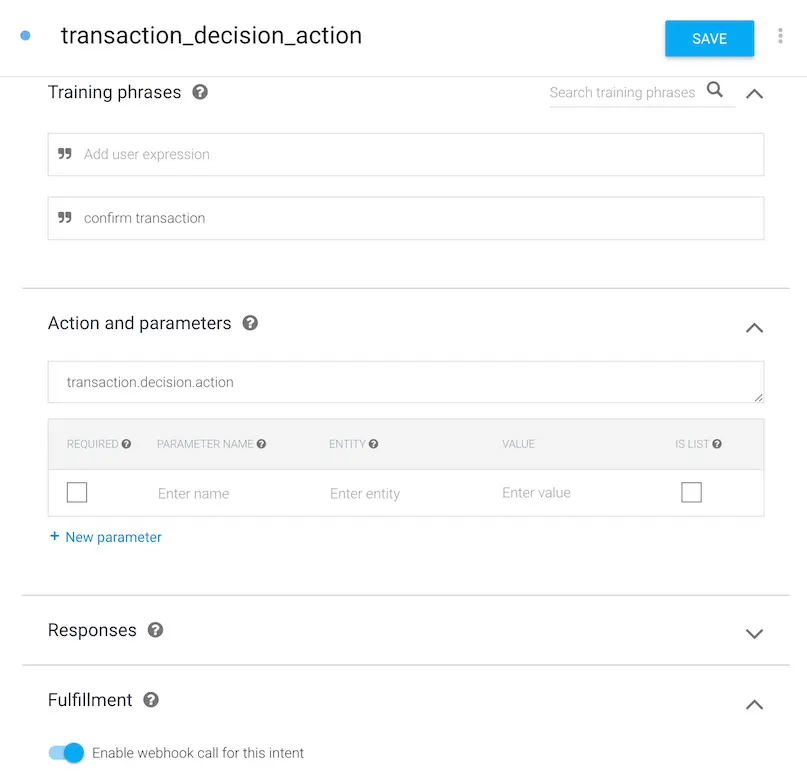 transaction_decision_action
SAVE
Training phrases
Search training phrases
Add user expression
confirm transaction
Action and parameters
transaction.decision.action
REQUIRED PARAMETER NAME ENTITY VALUE IS LIST
Enter name Enter entity Enter value
+ New parameter
Responses
Fulfillment
Enable webhook call for this intent